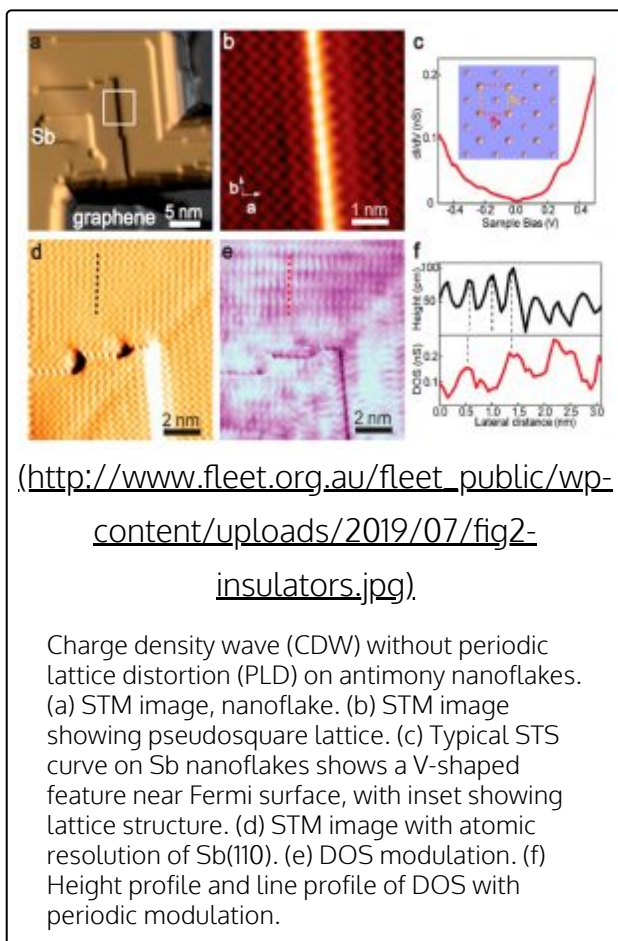 a
b
c
Sb
graphene
5 nm
b
a
1 nm
dI/dV (nS)
0.2
0.1
0
-0.4
0.0
0.4
Sample Bias (V)
d
e
f
2 nm
2 nm
Height (pm)
100
50
DOS (nS)
0.2
0.1
0.0
0.5
1.0
1.5
2.0
2.5
3.0
Lateral distance (nm)
(http://www.fleet.org.au/fleet_public/wp-
content/uploads/2019/07/fig2-
insulators.jpg)
Charge density wave (CDW) without periodic
lattice distortion (PLD) on antimony nanoflakes.
(a) STM image, nanoflake. (b) STM image
showing pseudosquare lattice. (c) Typical STS
curve on Sb nanoflakes shows a V-shaped
feature near Fermi surface, with inset showing
lattice structure. (d) STM image with atomic
resolution of Sb(110). (e) DOS modulation. (f)
Height profile and line profile of DOS with
periodic modulation.